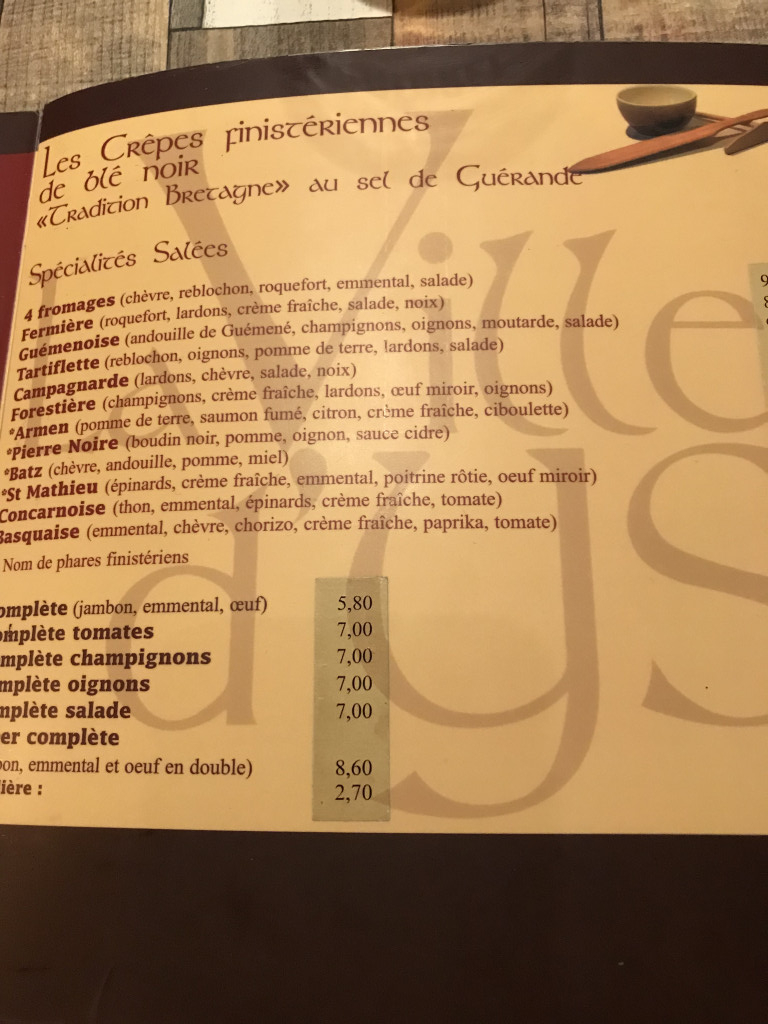 Les Crêpes finistériennes
de blé noir
«Tradition Bretagne» au sel de Guérande
Spécialités Salées
4 fromages (chèvre, reblochon, roquefort, emmental, salade)
Fermière (roquefort, lardons, crème fraîche, salade, noix)
Guémenoise (andouille de Guémené, champignons, oignons, moutarde, salade)
Tartiflette (reblochon, oignons, pomme de terre, lardons, salade)
Campagnarde (lardons, chèvre, salade, noix)
Forestière (champignons, crème fraîche, lardons, œuf miroir, oignons)
*Armen (pomme de terre, saumon fumé, citron, crème fraîche, ciboulette)
*Pierre Noire (boudin noir, pomme, oignon, sauce cidre)
*Batz (chèvre, andouille, pomme, miel)
*St Mathieu (épinards, crème fraîche, emmental, poitrine rôtie, oeuf miroir)
Concarnoise (thon, emmental, épinards, crème fraîche, tomate)
Basquaise (emmental, chèvre, chorizo, crème fraîche, paprika, tomate)
Nom de phares finistériens
omplète (jambon, emmental, œuf) 5,80
omplète tomates 7,00
mplète champignons 7,00
mplète oignons 7,00
mplète salade 7,00
er complète
bon, emmental et oeuf en double) 8,60
ière : 2,70
Ville
d'ys